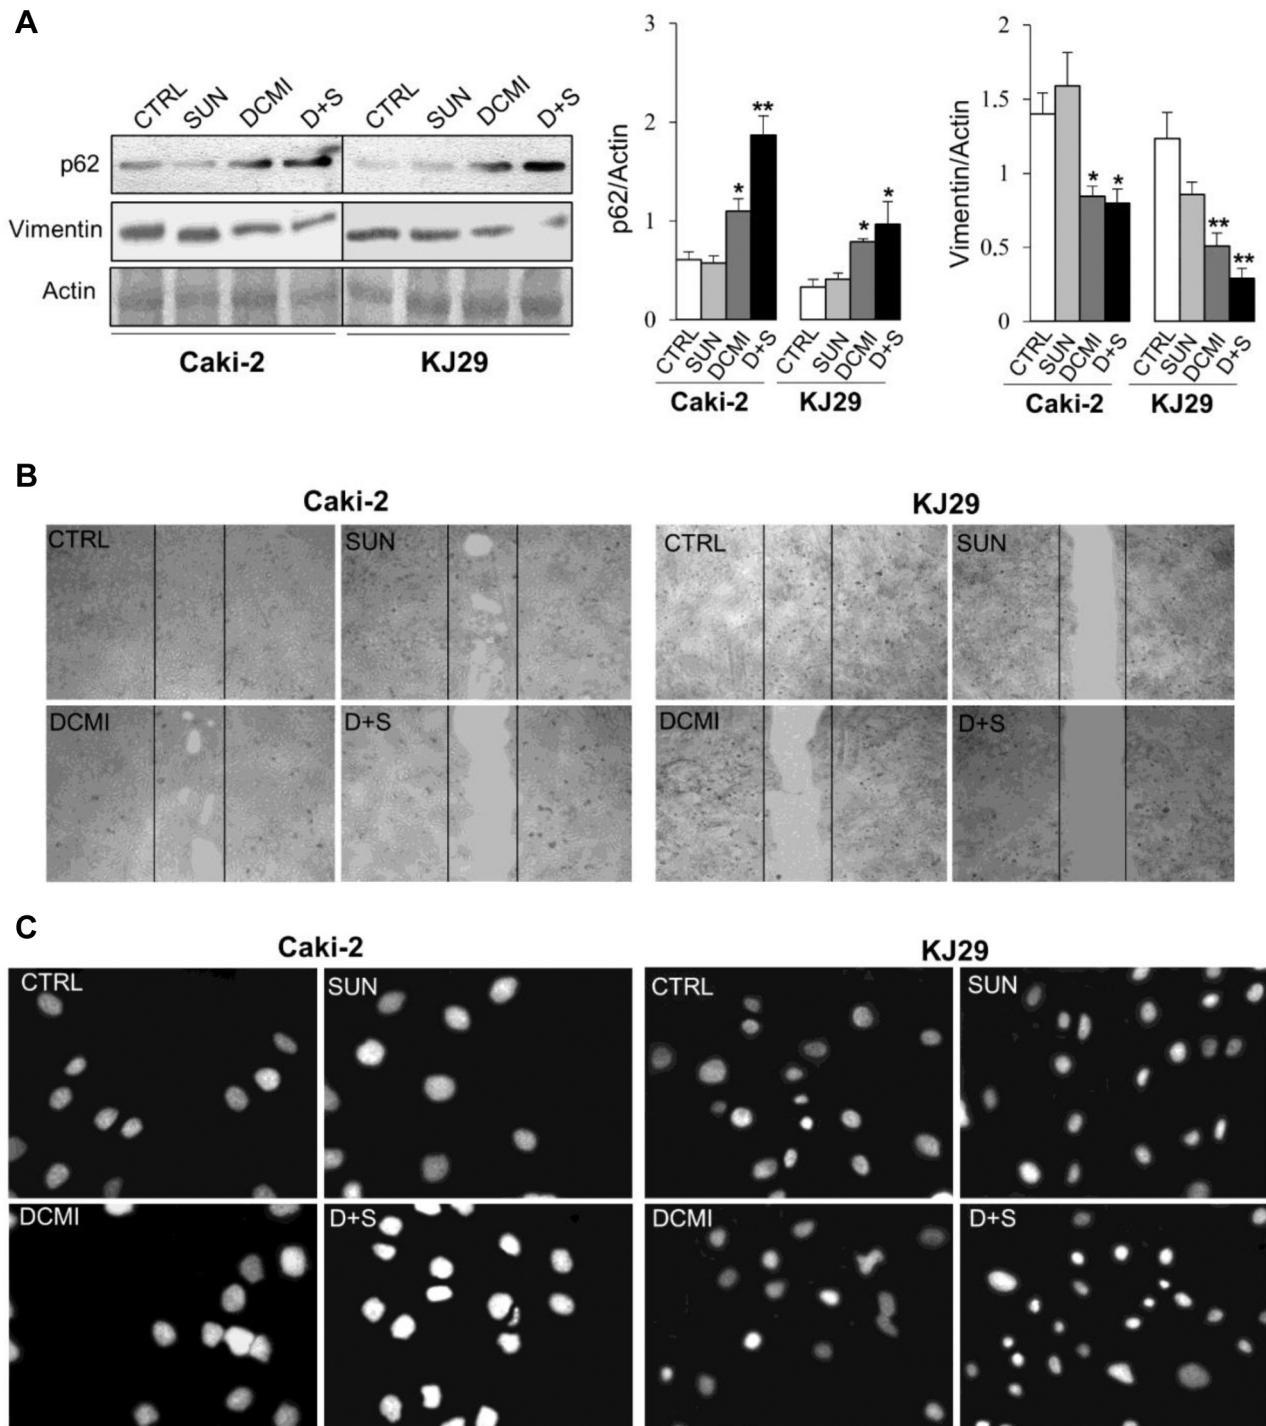 A
CTRL SUN DCMI D+S CTRL SUN DCMI D+S
p62
Vimentin
Actin
Caki-2 KJ29
p62/Actin
3
2
1
0
** 
*
*
*
CTRL SUN DCMI D+S CTRL SUN DCMI D+S
Caki-2 KJ29
Vimentin/Actin
2
1.5
1
0.5
0
* * ** **
CTRL SUN DCMI D+S CTRL SUN DCMI D+S
Caki-2 KJ29
B
Caki-2 KJ29
CTRL SUN CTRL SUN
DCMI D+S DCMI D+S
C
Caki-2 KJ29
CTRL SUN CTRL SUN
DCMI D+S DCMI D+S